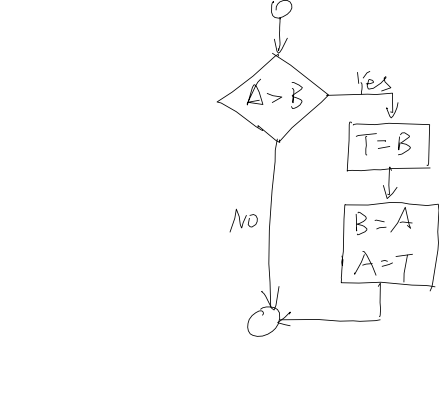 A > B
Yes
T = B
NO
B = A
A = T